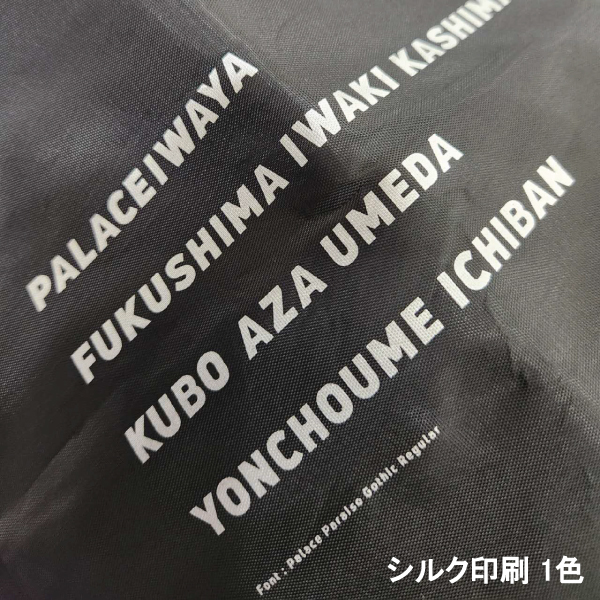 PALACEIWAYA
FUKUSHIMA IWAKI KASHIMA
KUBO AZA UMEDA
YONCHOUME ICHIBAN
Font : Palace Paraiso Gothic Regular
シルク印刷 1色